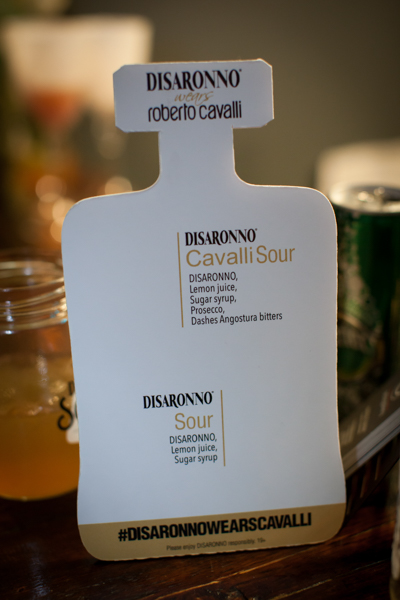 DISARONNO®
wears
roberto cavalli
DISARONNO®
Cavalli Sour
DISARONNO,
Lemon juice,
Sugar syrup,
Prosecco,
Dashes Angostura bitters
DISARONNO®
Sour
DISARONNO,
Lemon juice,
Sugar syrup
#DISARONNOWEARSCAVALLI
Please enjoy DISARONNO responsibly.